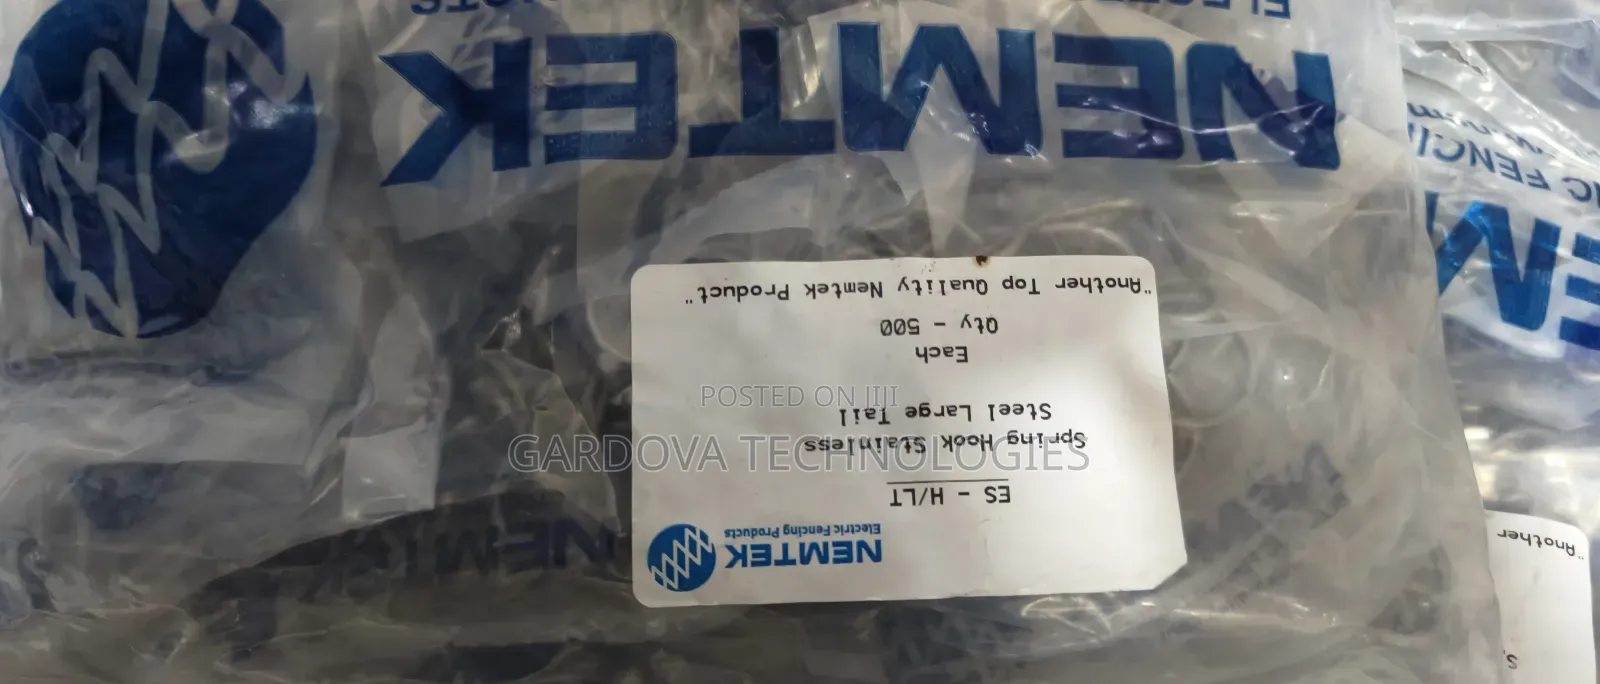 NEMTEK
Electric Fencing Products
ES - H/LT
Spring Hook Stainless
Steel Large Tail
Each
Qty - 500
"Another Top Quality Nemtek Product"
NEMTEK
NEMTEK
"Another
POSTED ON JIJI
GARDOVA TECHNOLOGIES